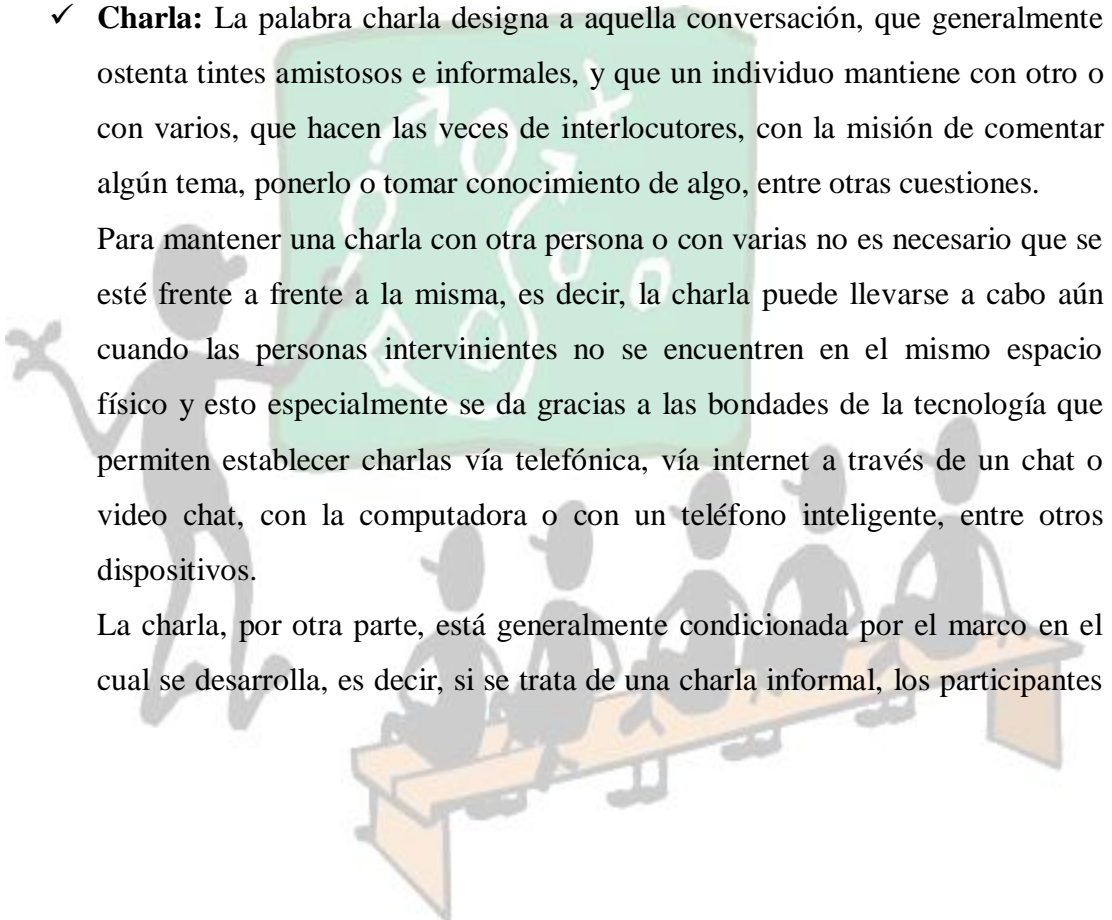 ✓ Charla: La palabra charla designa a aquella conversación, que generalmente
ostenta tintes amistosos e informales, y que un individuo mantiene con otro o
con varios, que hacen las veces de interlocutores, con la misión de comentar
algún tema, ponerlo o tomar conocimiento de algo, entre otras cuestiones.
Para mantener una charla con otra persona o con varias no es necesario que se
esté frente a frente a la misma, es decir, la charla puede llevarse a cabo aún
cuando las personas intervinientes no se encuentren en el mismo espacio
físico y esto especialmente se da gracias a las bondades de la tecnología que
permiten establecer charlas vía telefónica, vía internet a través de un chat o
video chat, con la computadora o con un teléfono inteligente, entre otros
dispositivos.
La charla, por otra parte, está generalmente condicionada por el marco en el
cual se desarrolla, es decir, si se trata de una charla informal, los participantes